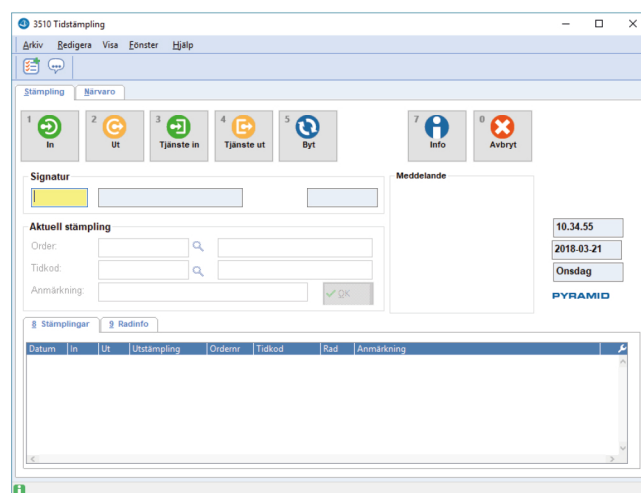 3510 Tidstämpling
Arkiv Redigera Visa Fönster Hjälp
Stämpling Närvaro
1 In 2 Ut 3 Tjänste in 4 Tjänste ut 5 Byt 7 Info 0 Avbryt
Signatur
Meddelande
Aktuell stämpling
Order:
Tidkod:
Anmärkning:
OK
10.34.55
2018-03-21
Onsdag
PYRAMID
8 Stämplingar 9 Radinfo
Datum In Ut Utstämpling Ordernr Tidkod Rad Anmärkning